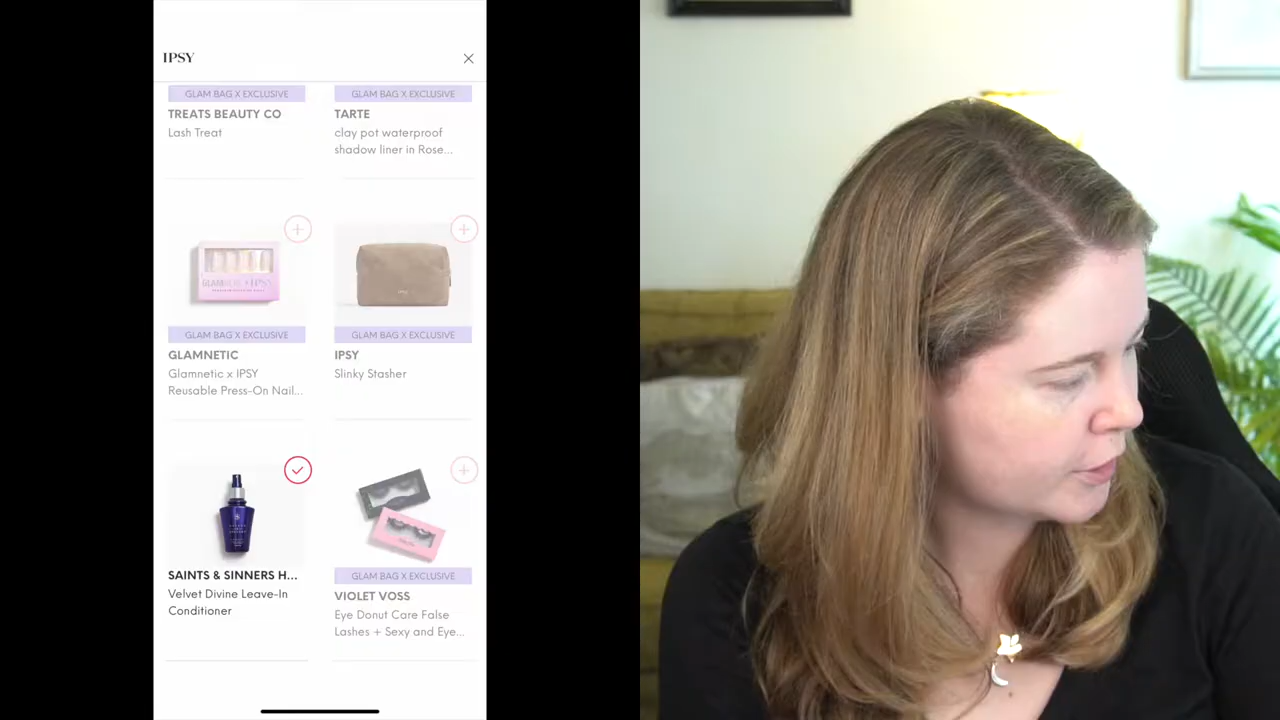 IPSY
GLAM BAG X EXCLUSIVE
TREATS BEAUTY CO
Lash Treat
GLAM BAG X EXCLUSIVE
TARTE
clay pot waterproof
shadow liner in Rose...
GLAMNETIC X IPSY
GLAM BAG X EXCLUSIVE
GLAMNETIC
Glamnetic x IPSY
Reusable Press-On Nail...
GLAM BAG X EXCLUSIVE
IPSY
Slinky Stasher
SAINTS & SINNERS H...
Velvet Divine Leave-In
Conditioner
GLAM BAG X EXCLUSIVE
VIOLET VOSS
Eye Donut Care False
Lashes + Sexy and Eye...